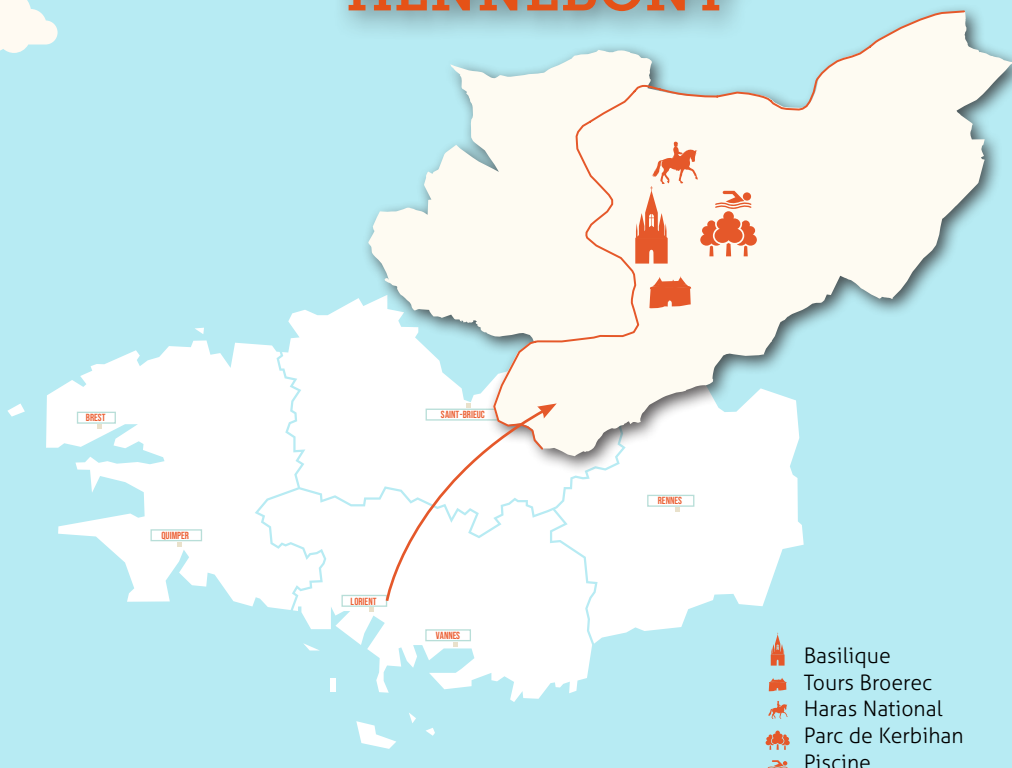 HENNEBONT
BREST
SAINT-BRIEUC
RENNES
QUIMPER
LORIENT
VANNES
Basilique
Tours Broerec
Haras National
Parc de Kerbihan
Piscine